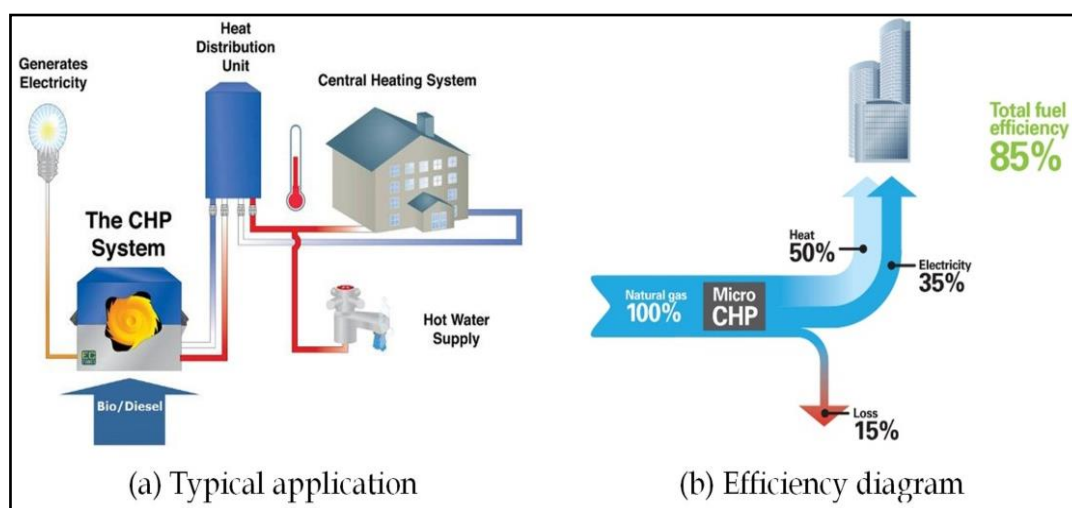 Generates
Electricity
Heat
Distribution
Unit
Central Heating System
The CHP
System
Hot Water
Supply
Bio/Diesel
(a) Typical application
Total fuel
efficiency
85%
Heat
50%
Electricity
35%
Natural gas
100%
Micro
CHP
Loss
15%
(b) Efficiency diagram